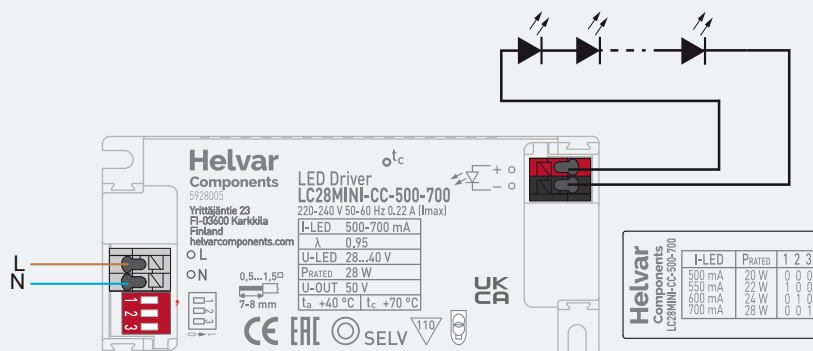 L
N
Helvar
Components
5928005
Yrittäjäntie 23
FI-03600 Karkkila
Finland
helvarcomponents.com
L
N
1
2
3
1
2
3
0,5...1,5
7-8 mm
tc
LED Driver
LC28MINI-CC-500-700
220-240 V 50-60 Hz 0.22 A (Imax)
I-LED 500-700 mA
λ 0.95
U-LED 28...40 V
PRATED 28 W
U-OUT 50 V
ta +40 °C tc +70 °C
CE EAC SELV 110
UK
CA
+
−
Helvar
Components
LC28MINI-CC-500-700
I-LED PRATED 1 2 3
500 mA 20 W 0 0 0
550 mA 22 W 1 0 0
600 mA 24 W 0 1 0
700 mA 28 W 0 0 1